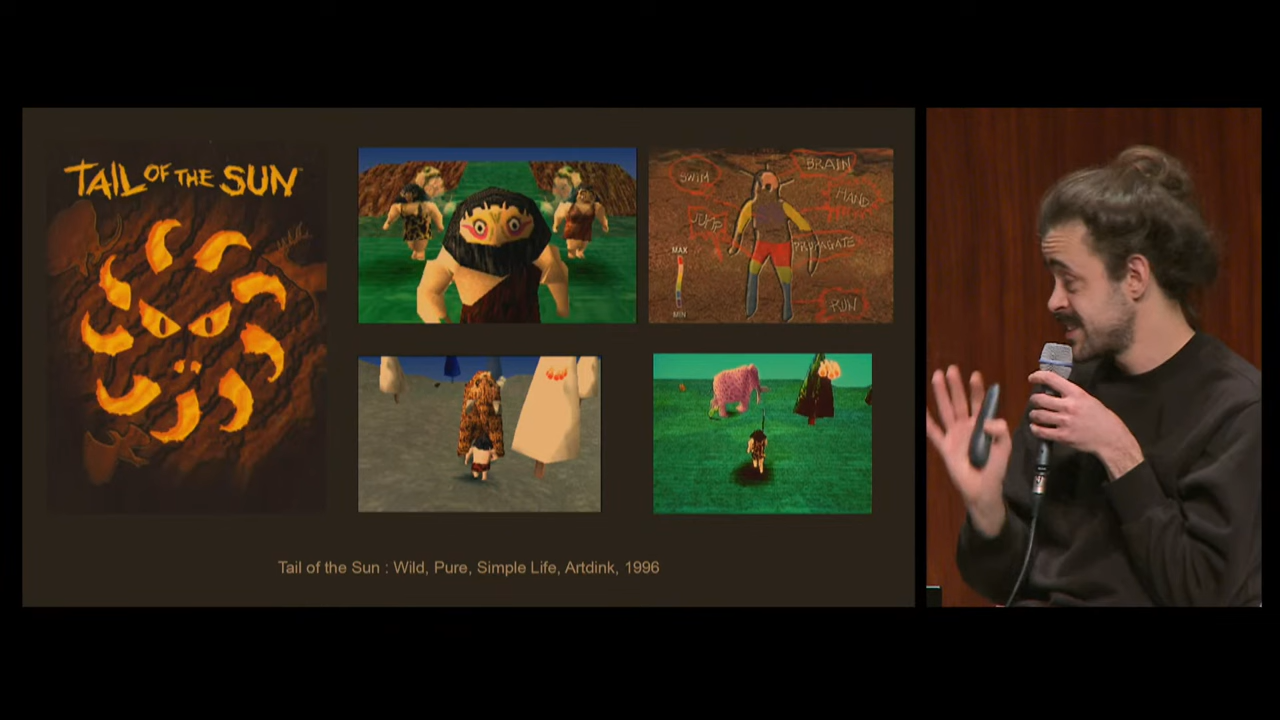 TAIL OF THE SUN
SWIM
BRAIN
HAND
JUMP
PROPAGATE
MAX
MIN
RUN
Tail of the Sun : Wild, Pure, Simple Life, Artdink, 1996